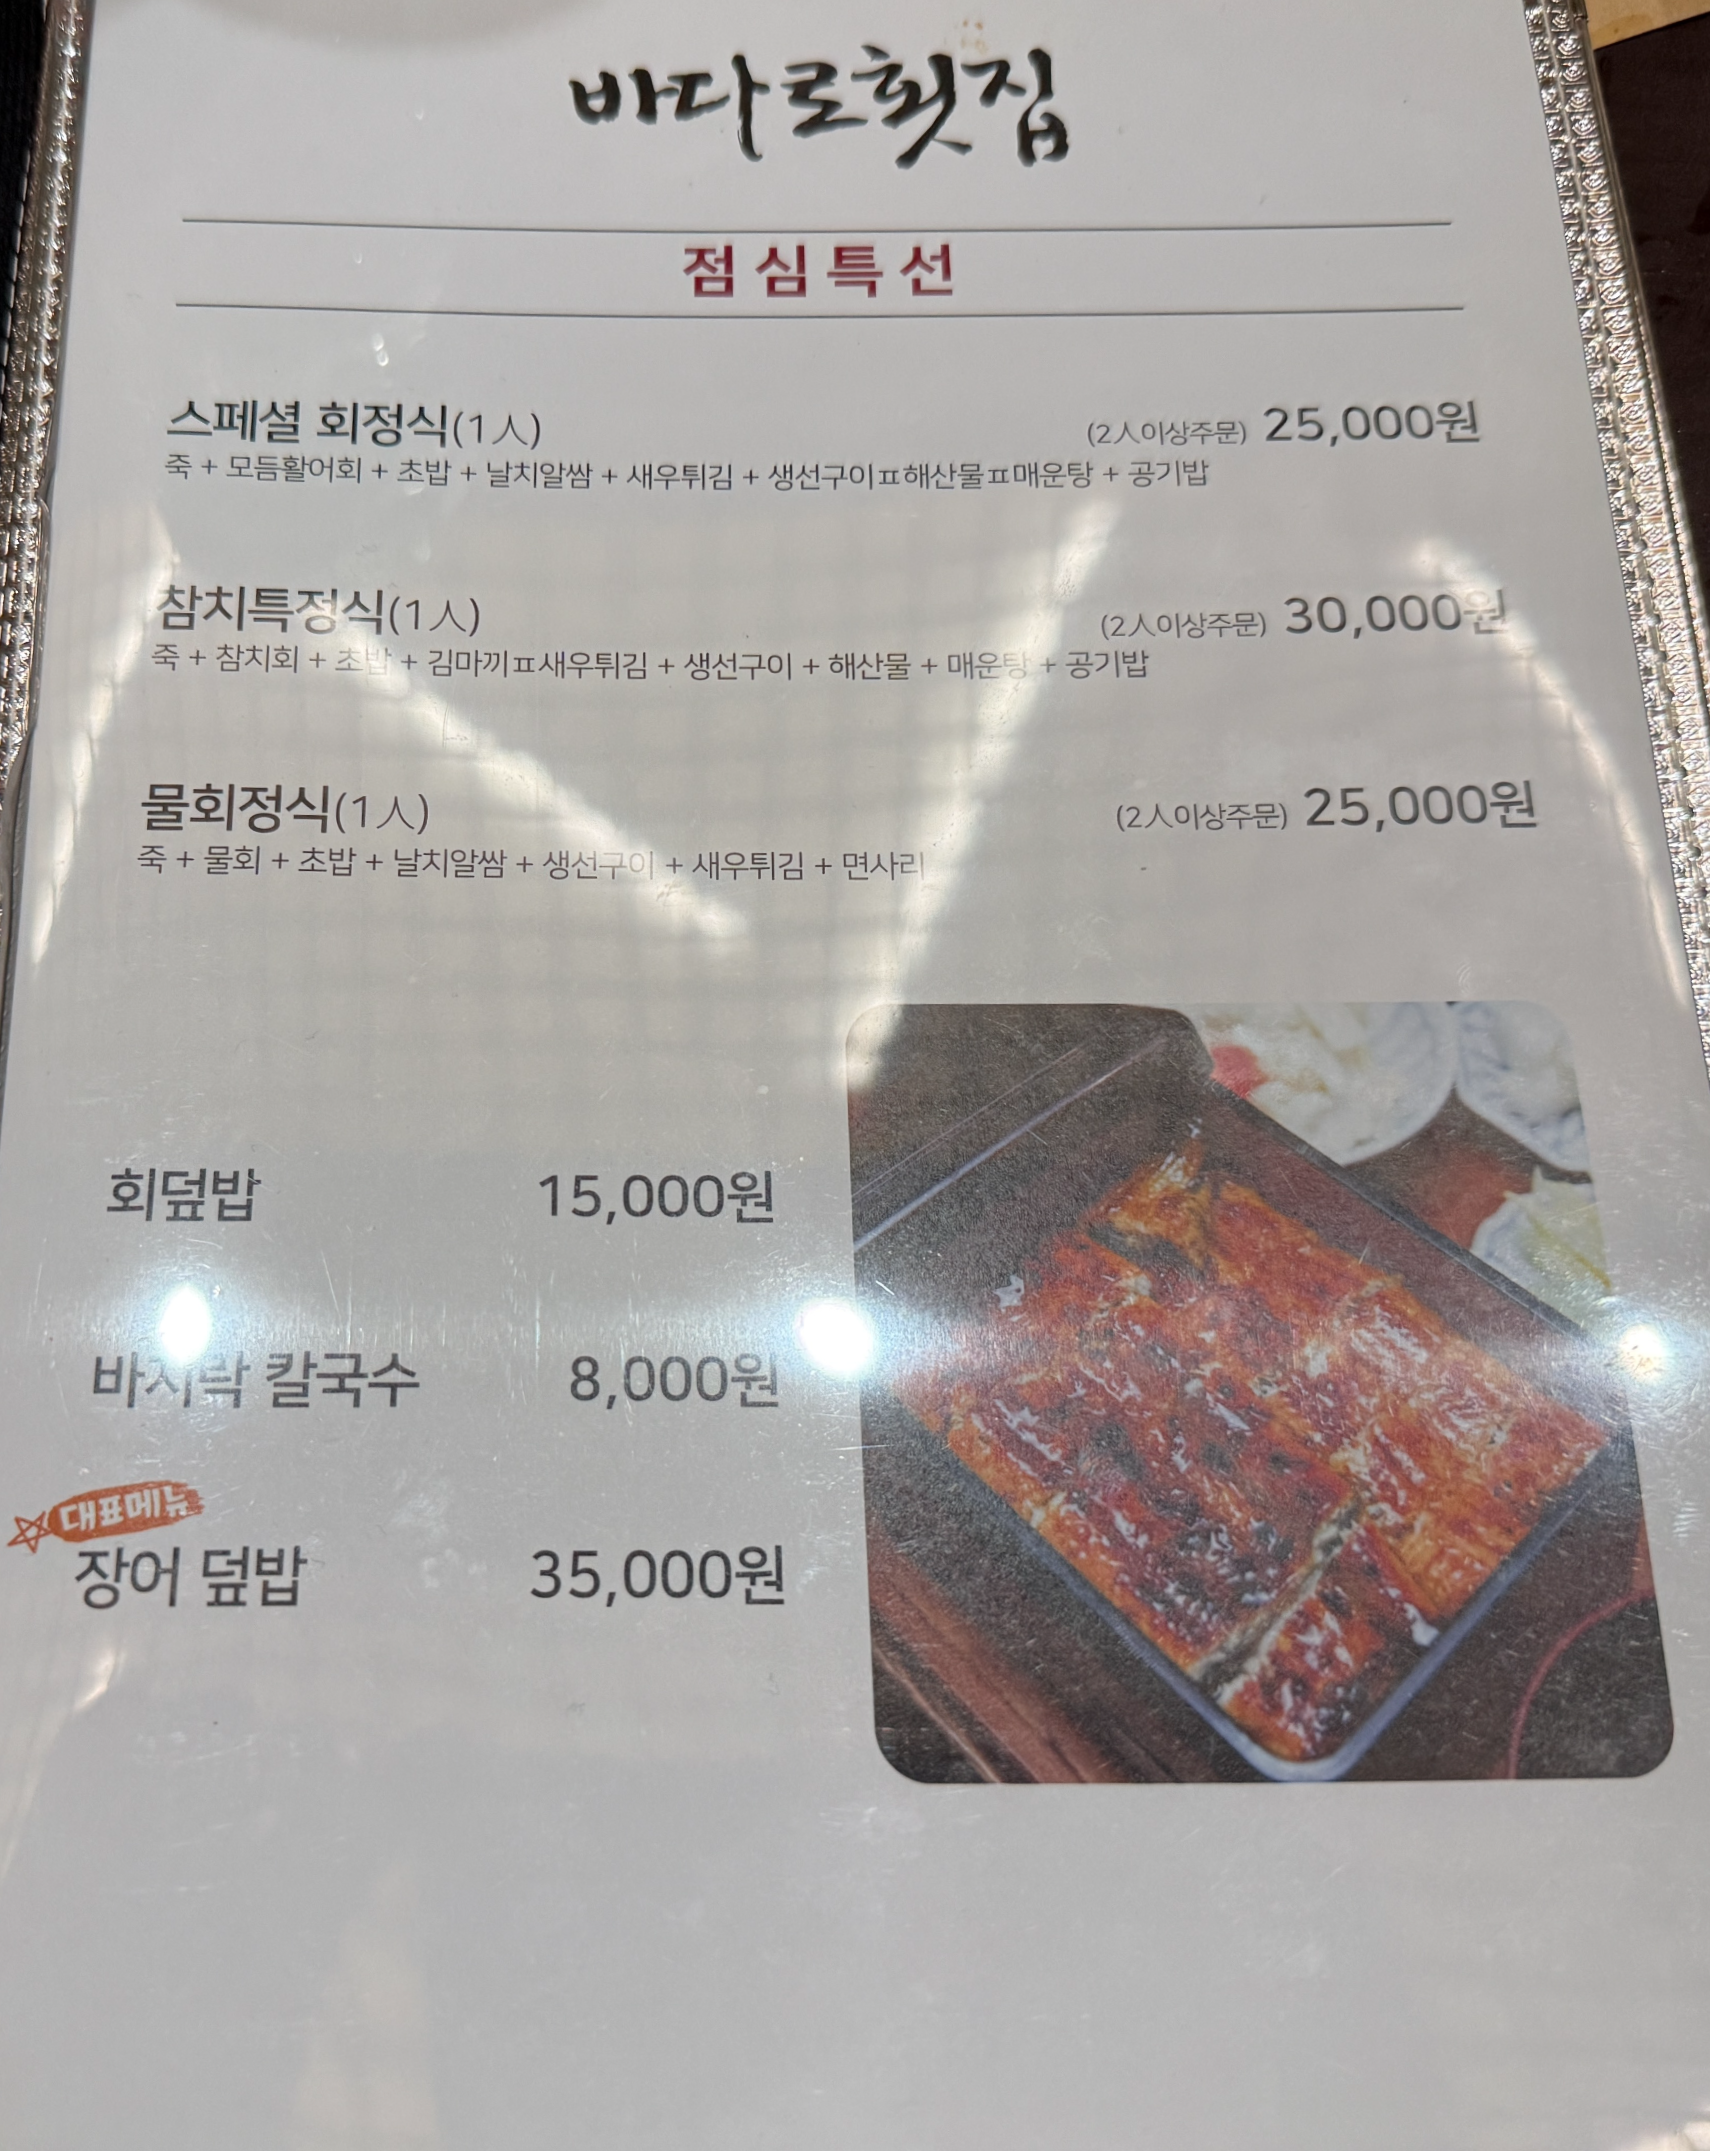 바다로횟집
점심특선
스페셜 회정식(1人) (2人이상주문) 25,000원
죽 + 모듬활어회 + 초밥 + 날치알쌈 + 새우튀김 + 생선구이ㅍ해산물ㅍ매운탕 + 공기밥
참치특정식(1人) (2人이상주문) 30,000원
죽 + 참치회 + 초밥 + 김마끼ㅍ새우튀김 + 생선구이 + 해산물 + 매운탕 + 공기밥
물회정식(1人) (2人이상주문) 25,000원
죽 + 물회 + 초밥 + 날치알쌈 + 생선구이 + 새우튀김 + 면사리
회덮밥 15,000원
바지락 칼국수 8,000원
대표메뉴
장어 덮밥 35,000원